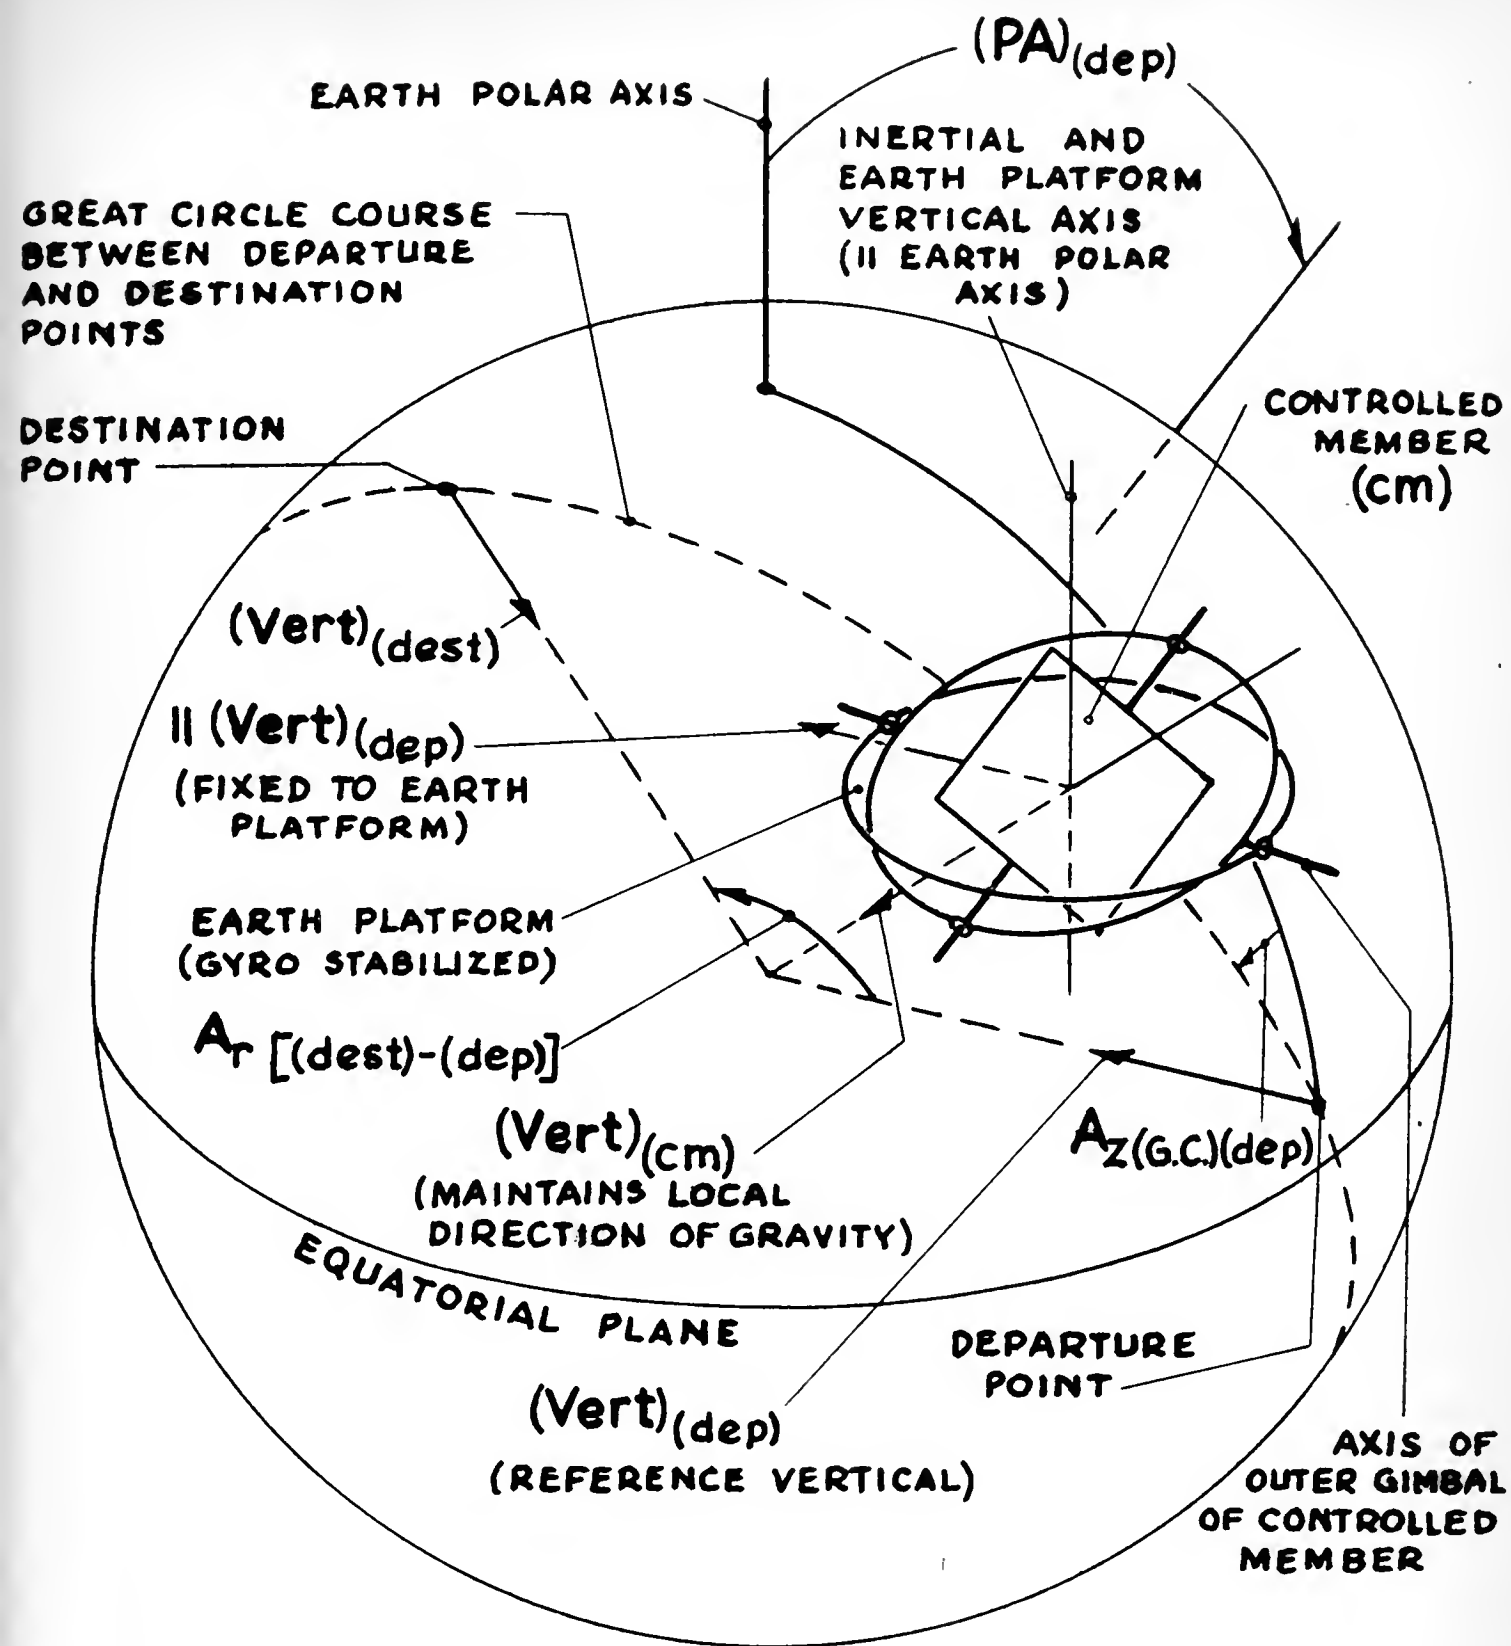 (PA)(dep)
EARTH POLAR AXIS
INERTIAL AND
EARTH PLATFORM
VERTICAL AXIS
(II EARTH POLAR
AXIS)
GREAT CIRCLE COURSE
BETWEEN DEPARTURE
AND DESTINATION
POINTS
CONTROLLED
MEMBER
(cm)
DESTINATION
POINT
(Vert)(dest)
|| (Vert)(dep)
(FIXED TO EARTH
PLATFORM)
EARTH PLATFORM
(GYRO STABILIZED)
Ar [(dest)-(dep)]
(Vert)(cm)
(MAINTAINS LOCAL
DIRECTION OF GRAVITY)
AZ(G.C.)(dep)
EQUATORIAL PLANE
DEPARTURE
POINT
(Vert)(dep)
(REFERENCE VERTICAL)
AXIS OF
OUTER GIMBAL
OF CONTROLLED
MEMBER